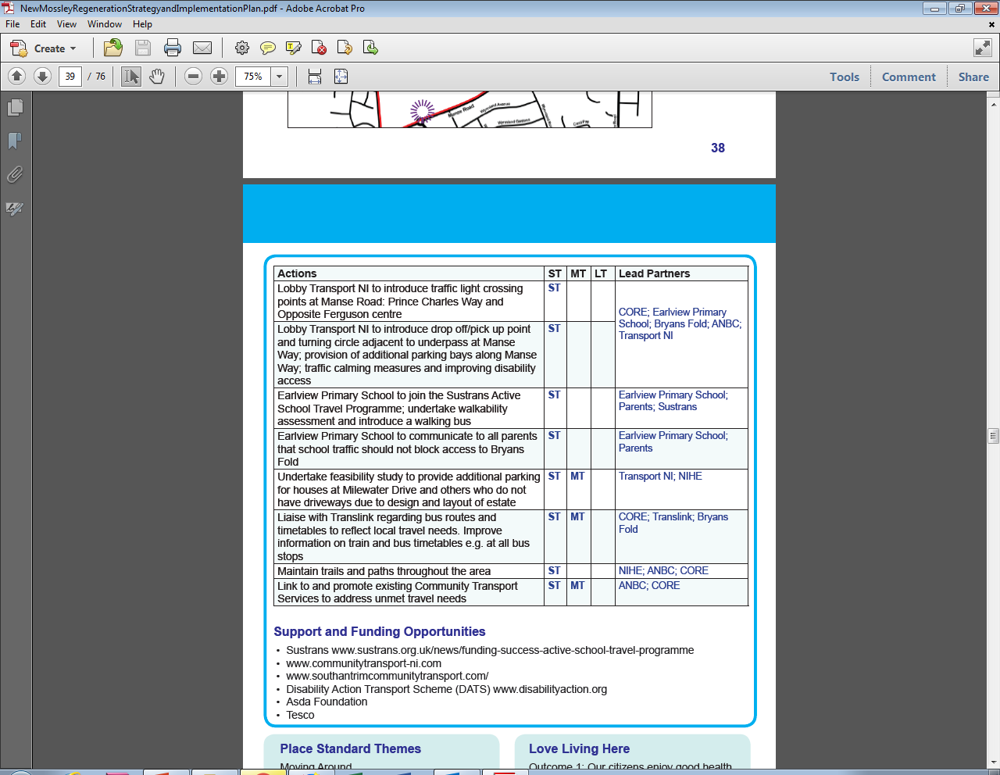 NewMossleyRegenerationStrategyandImplementationPlan.pdf - Adobe Acrobat Pro
File Edit View Window Help
Create
39 / 76 75% Tools Comment Share
Manse Road
Wynnland Gardens
38
Actions ST MT LT Lead Partners
Lobby Transport NI to introduce traffic light crossing
points at Manse Road: Prince Charles Way and
Opposite Ferguson centre
ST
CORE; Earlview Primary
School; Bryans Fold; ANBC;
Transport NI
Lobby Transport NI to introduce drop off/pick up point
and turning circle adjacent to underpass at Manse
Way; provision of additional parking bays along Manse
Way; traffic calming measures and improving disability
access
ST
Earlview Primary School to join the Sustrans Active
School Travel Programme; undertake walkability
assessment and introduce a walking bus
ST
Earlview Primary School;
Parents; Sustrans
Earlview Primary School to communicate to all parents
that school traffic should not block access to Bryans
Fold
ST
Earlview Primary School;
Parents
Undertake feasibility study to provide additional parking
for houses at Milewater Drive and others who do not
have driveways due to design and layout of estate
ST MT
Transport NI; NIHE
Liaise with Translink regarding bus routes and
timetables to reflect local travel needs. Improve
information on train and bus timetables e.g. at all bus
stops
ST MT
CORE; Translink; Bryans
Fold
Maintain trails and paths throughout the area ST NIHE; ANBC; CORE
Link to and promote existing Community Transport
Services to address unmet travel needs
ST MT
ANBC; CORE
Support and Funding Opportunities
• Sustrans www.sustrans.org.uk/news/funding-success-active-school-travel-programme
• www.communitytransport-ni.com
• www.southantrimcommunitytransport.com/
• Disability Action Transport Scheme (DATS) www.disabilityaction.org
• Asda Foundation
• Tesco
Place Standard Themes
Moving Around
Love Living Here
Outcome 1: Our citizens enjoy good health